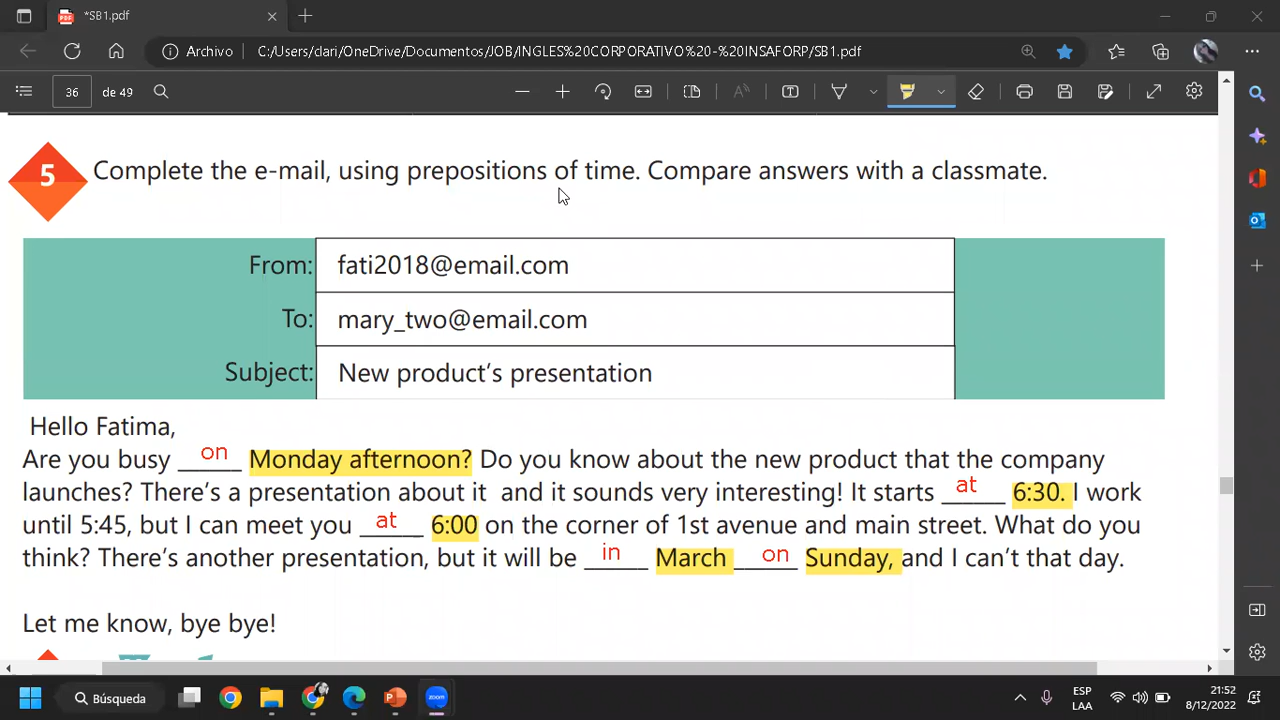 *SB1.pdf
Archivo C:/Users/clari/OneDrive/Documentos/JOB/INGLES%20CORPORATIVO%20-%20INSAFORP/SB1.pdf
36 de 49
5 Complete the e-mail, using prepositions of time. Compare answers with a classmate.
From: fati2018@email.com
To: mary_two@email.com
Subject: New product's presentation
Hello Fatima,
Are you busy on Monday afternoon? Do you know about the new product that the company
launches? There's a presentation about it and it sounds very interesting! It starts at 6:30. I work
until 5:45, but I can meet you at 6:00 on the corner of 1st avenue and main street. What do you
think? There's another presentation, but it will be in March on Sunday, and I can't that day.
Let me know, bye bye!
Búsqueda
zoom
ESP
LAA
21:52
8/12/2022